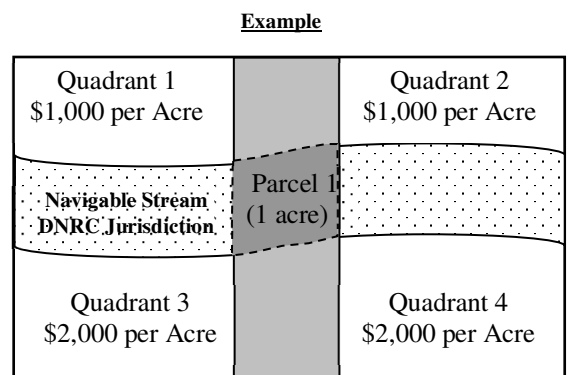 Example
Quadrant 1
$1,000 per Acre
Quadrant 2
$1,000 per Acre
Navigable Stream
DNRC Jurisdiction
Parcel 1
(1 acre)
Quadrant 3
$2,000 per Acre
Quadrant 4
$2,000 per Acre